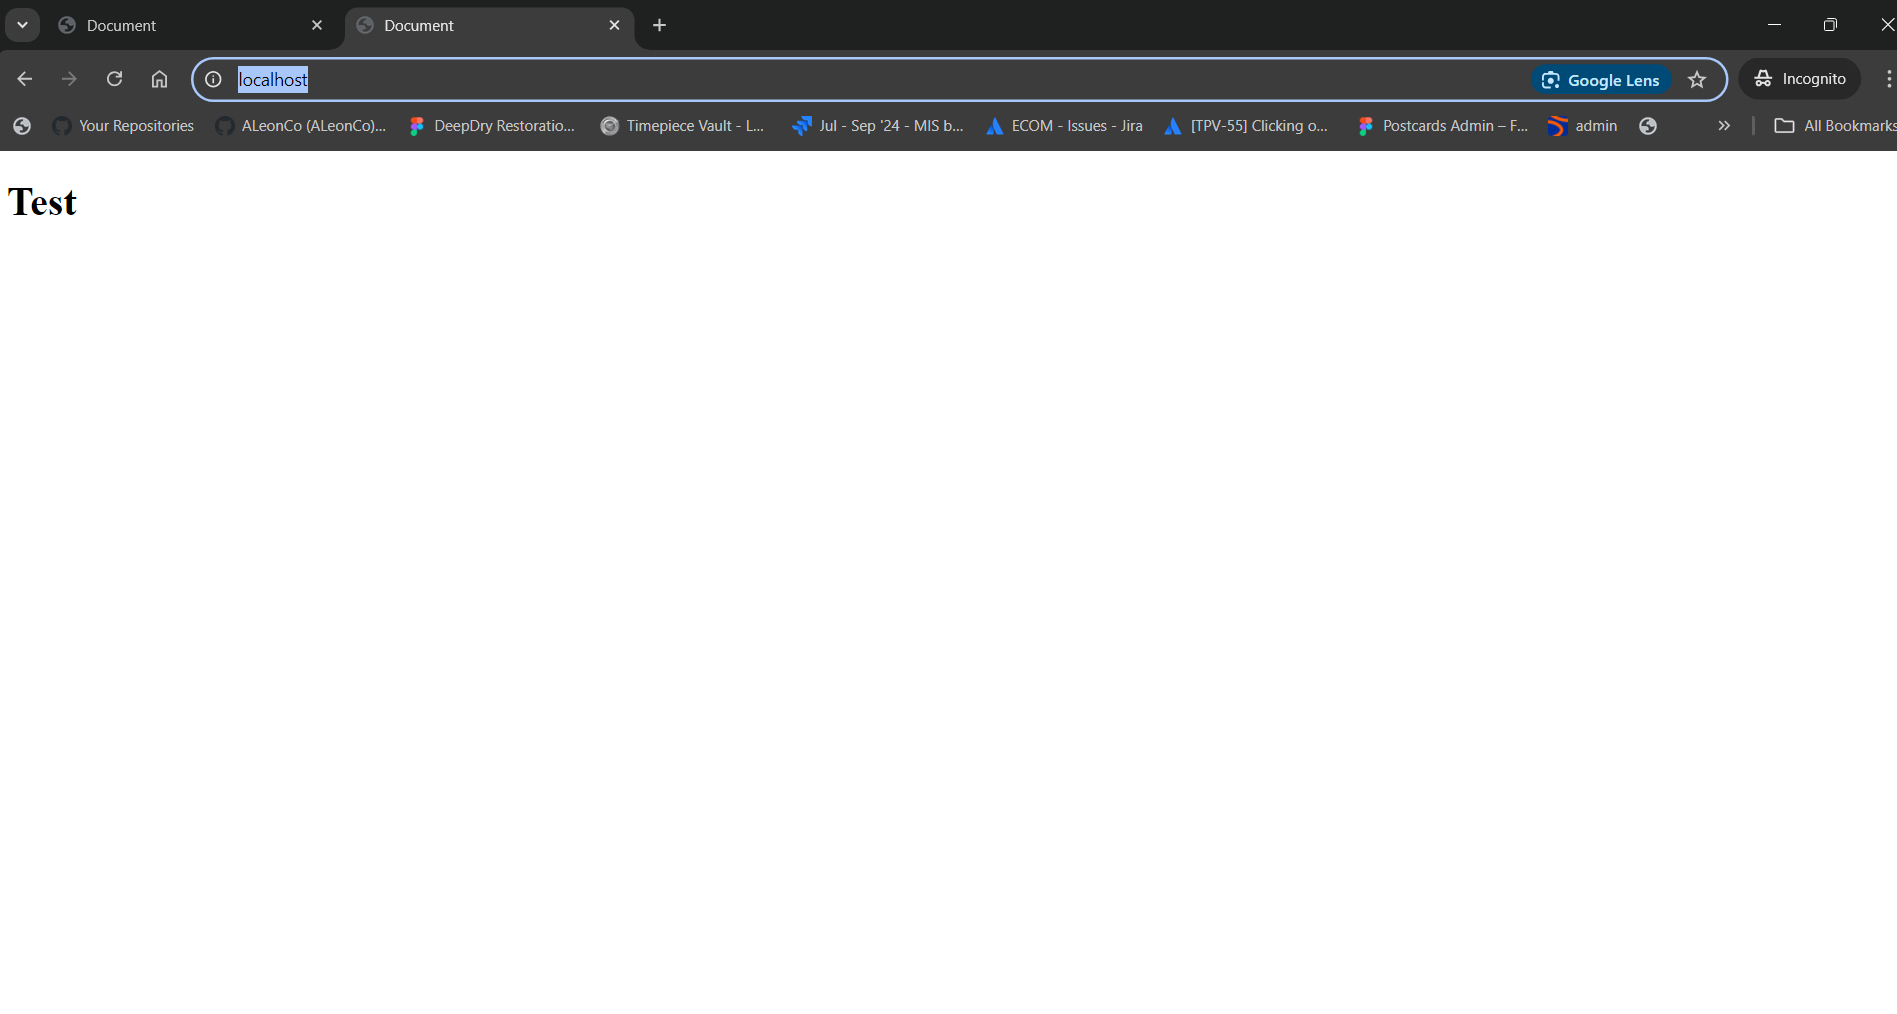 Document
Document
localhost
Google Lens
Incognito
Your Repositories
ALeonCo (ALeonCo)...
DeepDry Restoratio...
Timepiece Vault - L...
Jul - Sep '24 - MIS b...
ECOM - Issues - Jira
[TPV-55] Clicking o...
Postcards Admin – F...
admin
All Bookmarks
Test